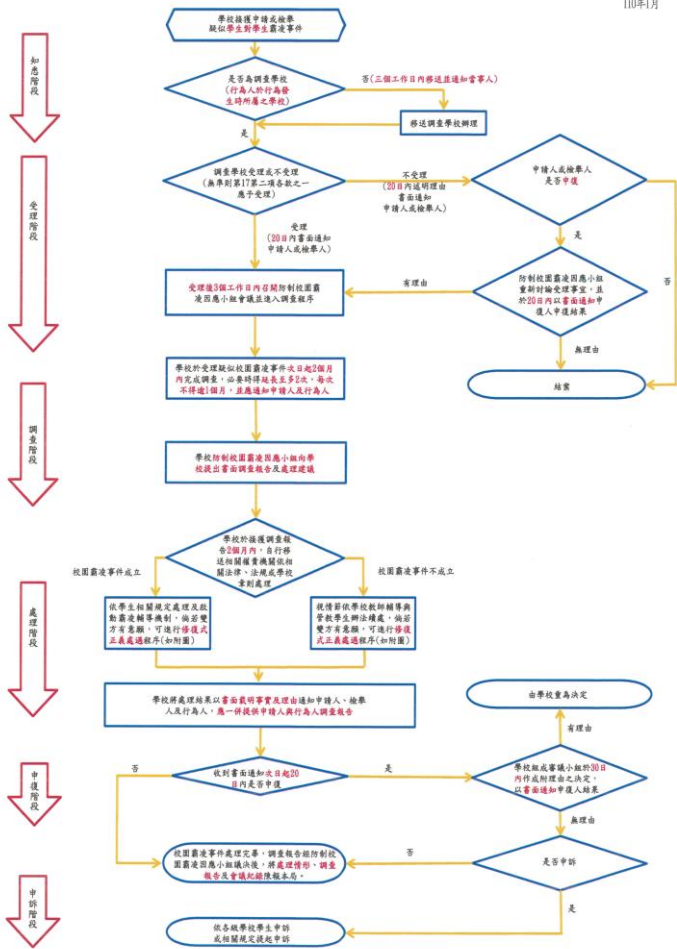 110年1月
學校接獲申請或檢舉
疑似學生對學生霸凌事件
知悉階段
是否為調查學校
(行為人於行為發
生時所屬之學校)
否(三個工作日內移送並通知當事人)
移送調查學校辦理
是
受理階段
調查學校受理或不受理
(無準則第17第二項各款之一
應予受理)
不受理
(20日內述明理由
書面通知
申請人或檢舉人)
申請人或檢舉人
是否申復
受理
(20日內書面通知
申請人或檢舉人)
是
否
受理後3個工作日內召開防制校園霸
凌因應小組會議並進入調查程序
有理由
防制校園霸凌因應小組
重新討論受理事宜，並
於20日內以書面通知申
復人申復結果
無理由
結案
學校於受理疑似校園霸凌事件次日起2個月
內完成調查，必要時得延長至多2次，每次
不得逾1個月，並應通知申請人及行為人
調查階段
學校防制校園霸凌因應小組向學
校提出書面調查報告及處理建議
學校於接獲調查報
告2個月內，自行移
送相關權責機關依相
關法律、法規或學校
章則處理
校園霸凌事件成立
校園霸凌事件不成立
處理階段
依學生相關規定處理及啟
動霸凌輔導機制，倘若雙
方有意願，可進行修復式
正義處過程序(如附圖)
視情節依學校教師輔導與
管教學生辦法續處，倘若
雙方有意願，可進行修復
式正義處過程序(如附圖)
學校將處理結果以書面載明事實及理由通知申請人、檢舉
人及行為人，應一併提供申請人與行為人調查報告
由學校重為決定
有理由
申復階段
否
收到書面通知次日起20
日內是否申復
是
學校組成審議小組於30日
內作成附理由之決定，
以書面通知申復人結果
無理由
校園霸凌事件處理完畢，調查報告經防制校
園霸凌因應小組議決後，將處理情形、調查
報告及會議紀錄陳報本局。
否
是否申訴
是
申訴階段
依各級學校學生申訴
或相關規定提起申訴